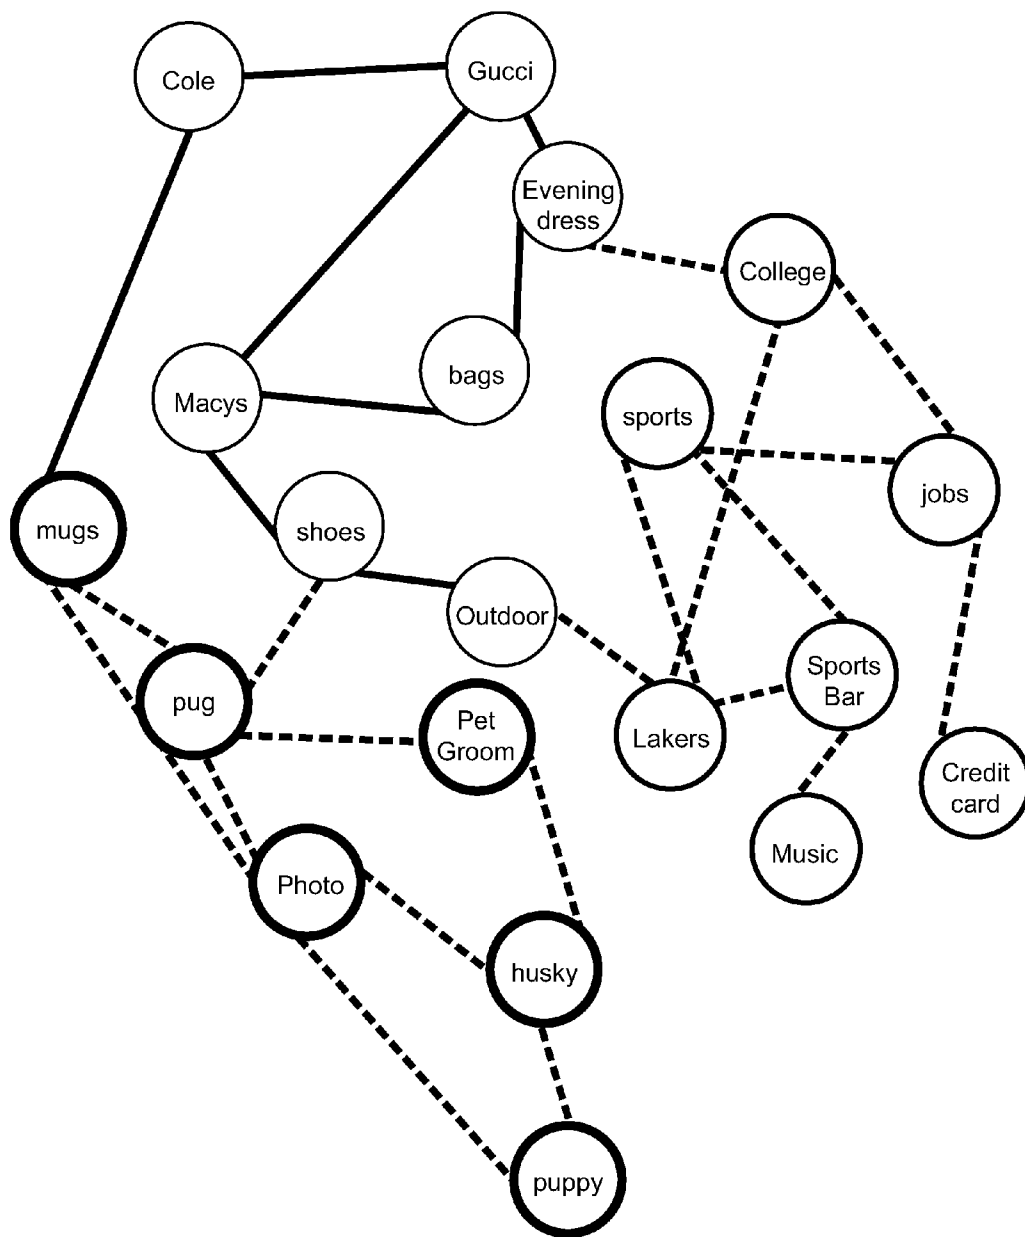 Cole
Gucci
Evening
dress
College
bags
Macys
sports
jobs
mugs
shoes
Outdoor
pug
Pet
Groom
Lakers
Sports
Bar
Credit
card
Music
Photo
husky
puppy